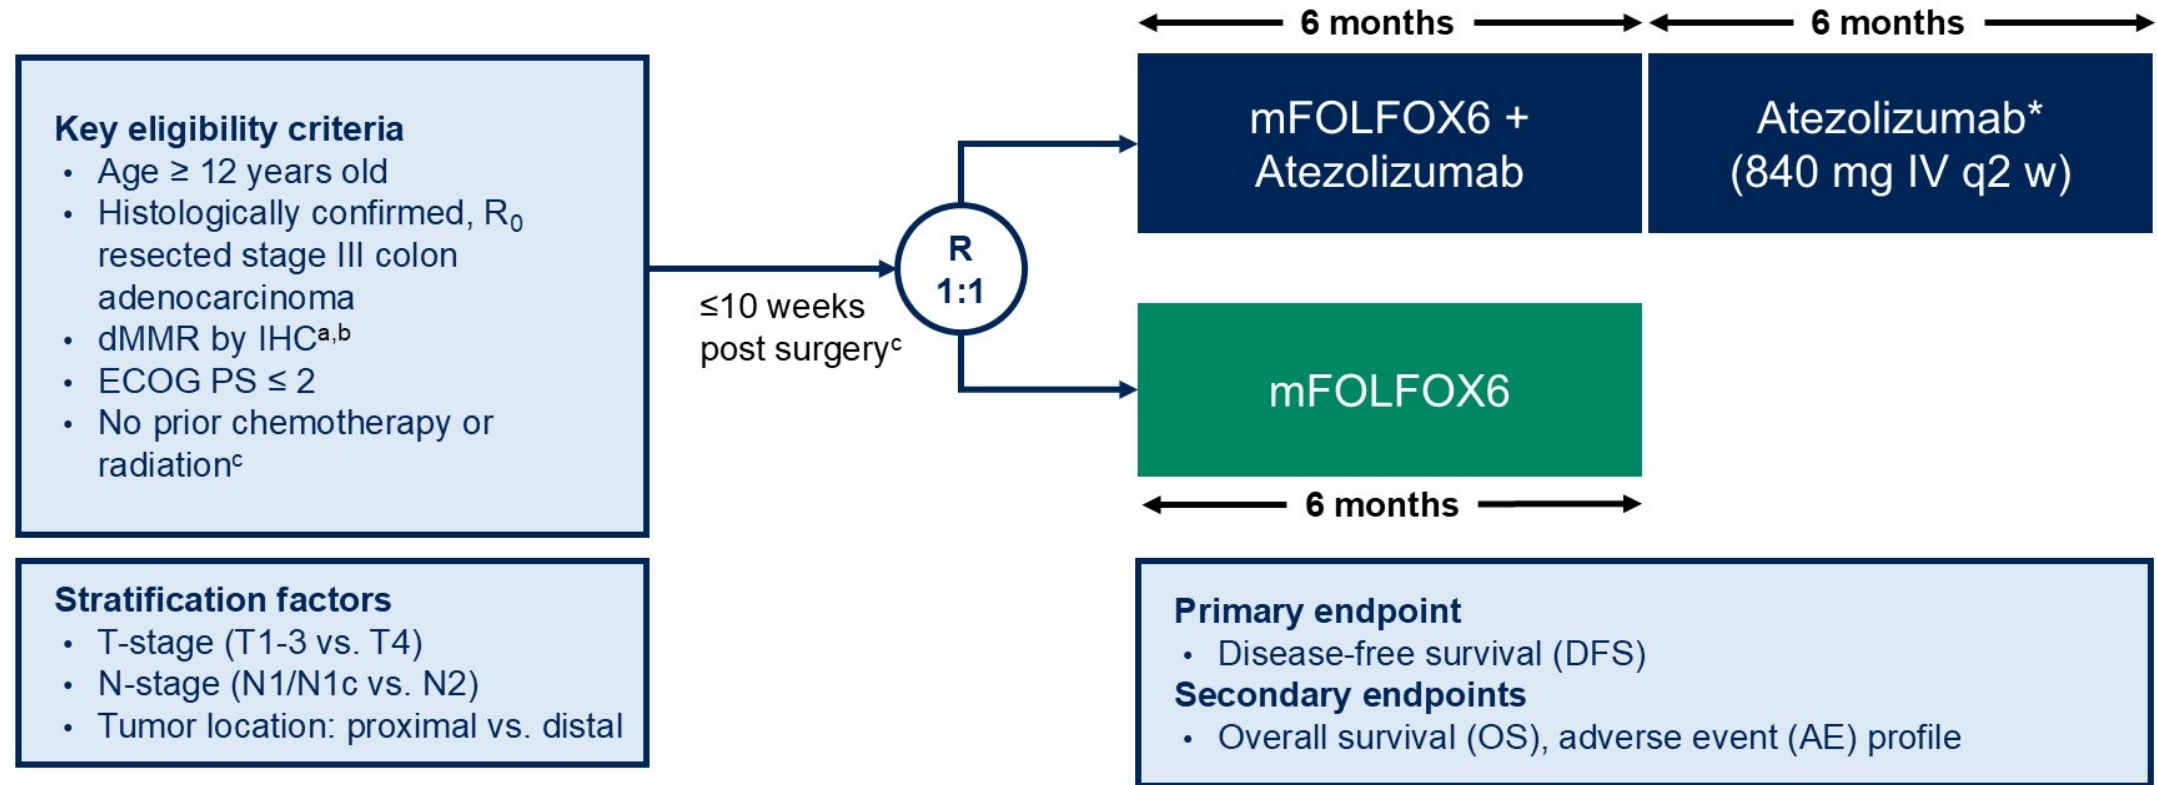 Key eligibility criteria
• Age ≥ 12 years old
• Histologically confirmed, R₀
resected stage III colon
adenocarcinoma
• dMMR by IHCᵃ,ᵇ
• ECOG PS ≤ 2
• No prior chemotherapy or
radiationᶜ
Stratification factors
• T-stage (T1-3 vs. T4)
• N-stage (N1/N1c vs. N2)
• Tumor location: proximal vs. distal
≤10 weeks
post surgeryᶜ
R
1:1
6 months
6 months
mFOLFOX6 +
Atezolizumab
Atezolizumab*
(840 mg IV q2 w)
mFOLFOX6
6 months
Primary endpoint
• Disease-free survival (DFS)
Secondary endpoints
• Overall survival (OS), adverse event (AE) profile